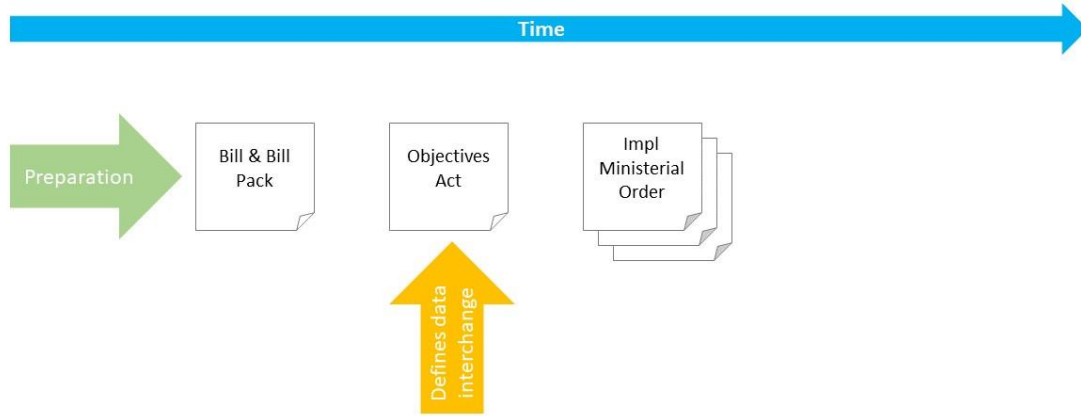 Time
Preparation
Bill & Bill
Pack
Objectives
Act
Impl
Ministerial
Order
Defines data
interchange